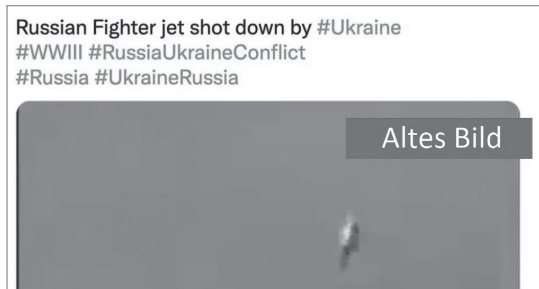 Russian Fighter jet shot down by #Ukraine
#WWIII #RussiaUkraineConflict
#Russia #UkraineRussia
Altes Bild